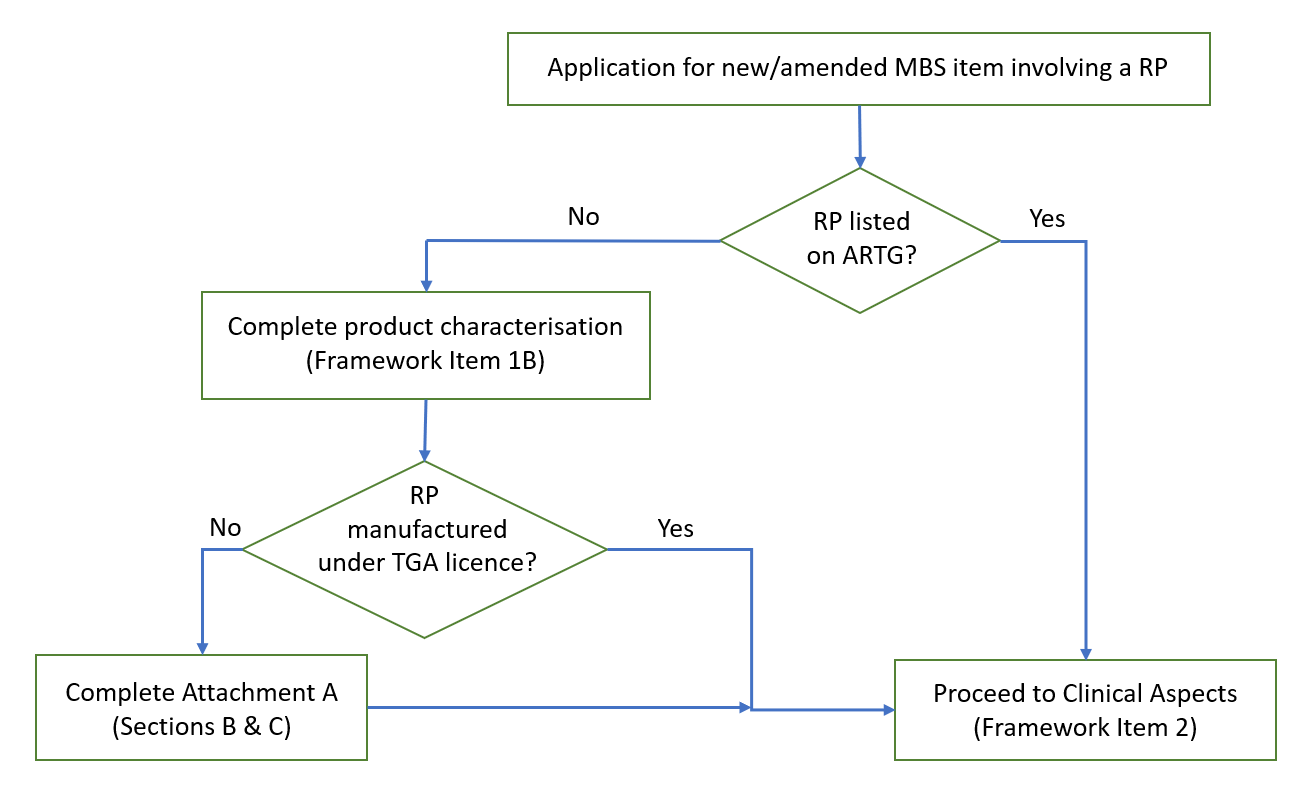 Application for new/amended MBS item involving a RP
RP listed
on ARTG?
No
Yes
Complete product characterisation
(Framework Item 1B)
RP
manufactured
under TGA licence?
No
Yes
Complete Attachment A
(Sections B & C)
Proceed to Clinical Aspects
(Framework Item 2)